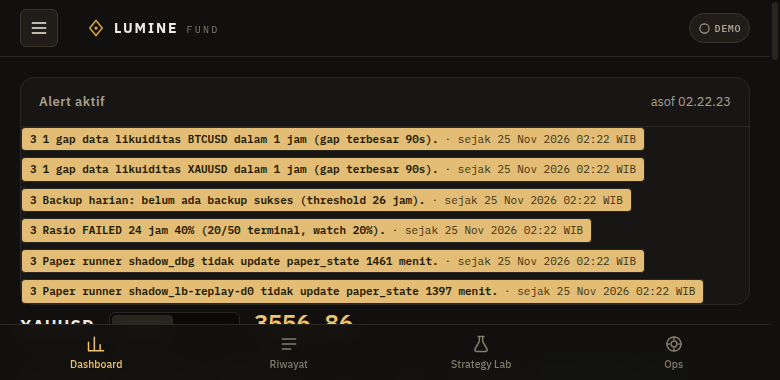 LUMINE FUND
DEMO
Alert aktif
asof 02.22.23
3 1 gap data likuiditas BTCUSD dalam 1 jam (gap terbesar 90s). · sejak 25 Nov 2026 02:22 WIB
3 1 gap data likuiditas XAUUSD dalam 1 jam (gap terbesar 90s). · sejak 25 Nov 2026 02:22 WIB
3 Backup harian: belum ada backup sukses (threshold 26 jam). · sejak 25 Nov 2026 02:22 WIB
3 Rasio FAILED 24 jam 40% (20/50 terminal, watch 20%). · sejak 25 Nov 2026 02:22 WIB
3 Paper runner shadow_dbg tidak update paper_state 1461 menit. · sejak 25 Nov 2026 02:22 WIB
3 Paper runner shadow_lb-replay-d0 tidak update paper_state 1397 menit. · sejak 25 Nov 2026 02:22 WIB
XAUUSD
Dashboard
Riwayat
Strategy Lab
Ops